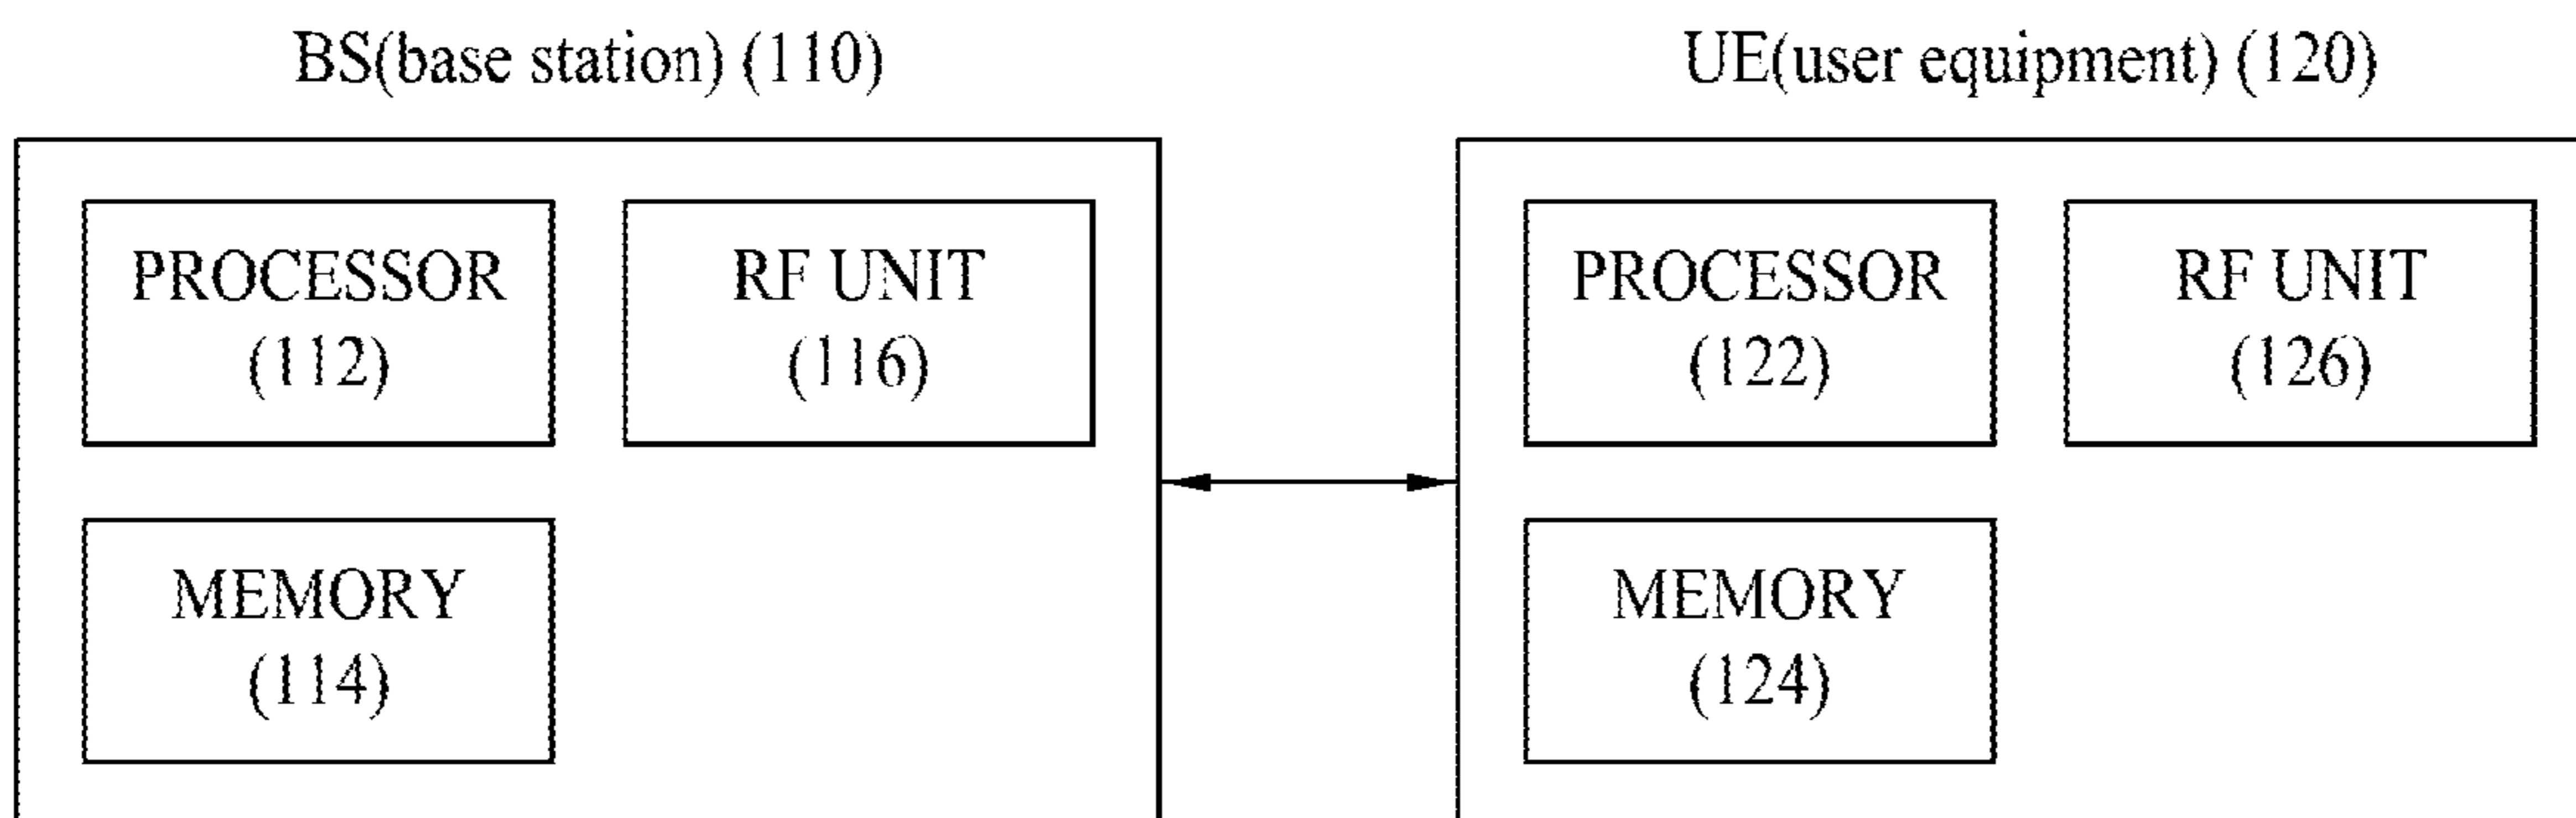 BS(base station) (110)
PROCESSOR
(112)
RF UNIT
(116)
MEMORY
(114)
UE(user equipment) (120)
PROCESSOR
(122)
RF UNIT
(126)
MEMORY
(124)